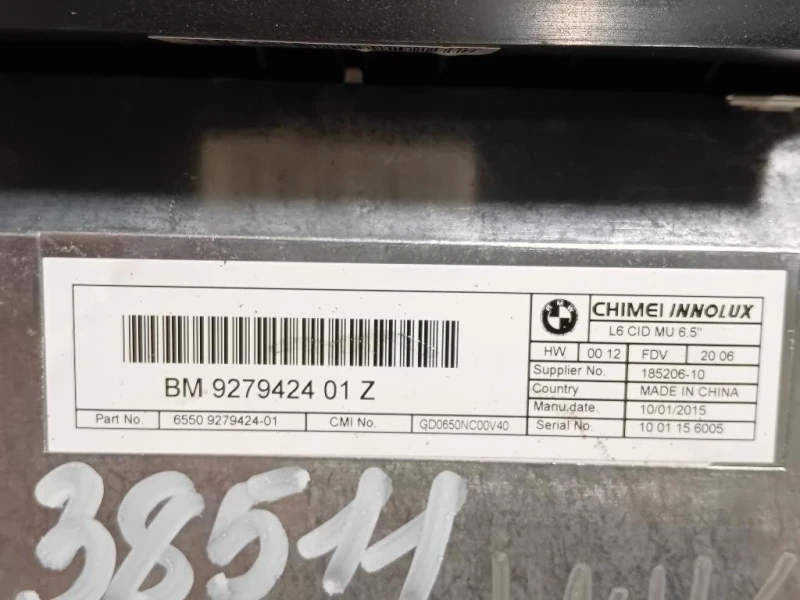 BM 9279424 01 Z
Part No. 6550 9279424-01 CMI No. GD0650NC00V40
BMW CHIMEI INNOLUX
L6 CID MU 6.5"
HW 00 12 FDV 20 06
Supplier No. 185206-10
Country MADE IN CHINA
Manu.date. 10/01/2015
Serial No. 10 01 15 6005
38511